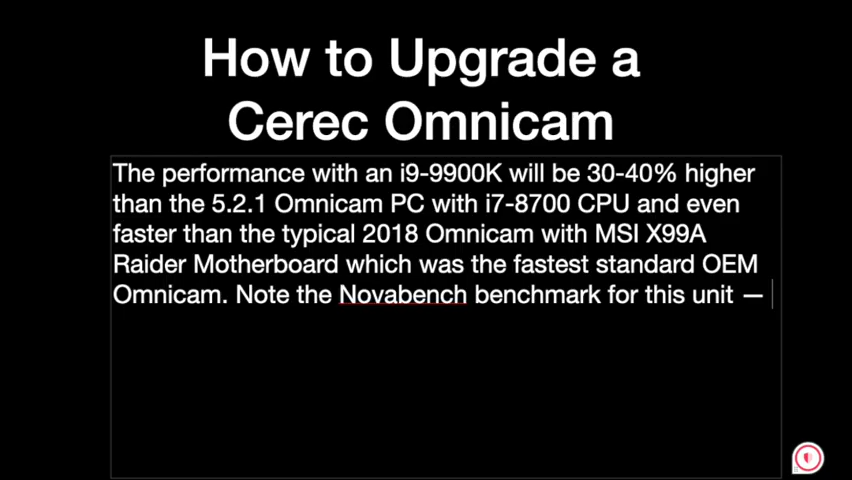 How to Upgrade a
Cerec Omnicam
The performance with an i9-9900K will be 30-40% higher
than the 5.2.1 Omnicam PC with i7-8700 CPU and even
faster than the typical 2018 Omnicam with MSI X99A
Raider Motherboard which was the fastest standard OEM
Omnicam. Note the Novabench benchmark for this unit —